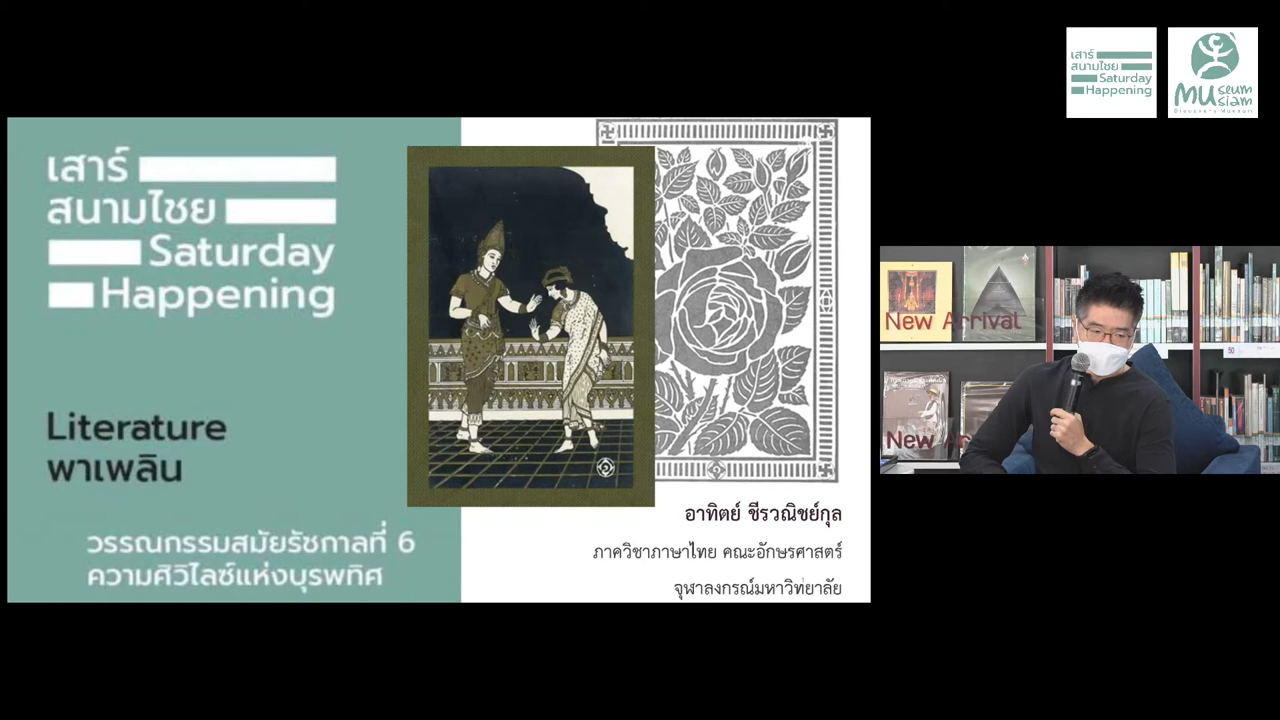 เสาร์
สนามไชย
Saturday
Happening
Literature
พาเพลิน
วรรณกรรมสมัยรัชกาลที่ 6
ความศิวิไลซ์แห่งบุรพทิศ
อาทิตย์ ชีรวณิชย์กุล
ภาควิชาภาษาไทย คณะอักษรศาสตร์
จุฬาลงกรณ์มหาวิทยาลัย
เสาร์
สนามไชย
Saturday
Happening
MUseum
siam
Discovery Museum
New Arrival
New Ar